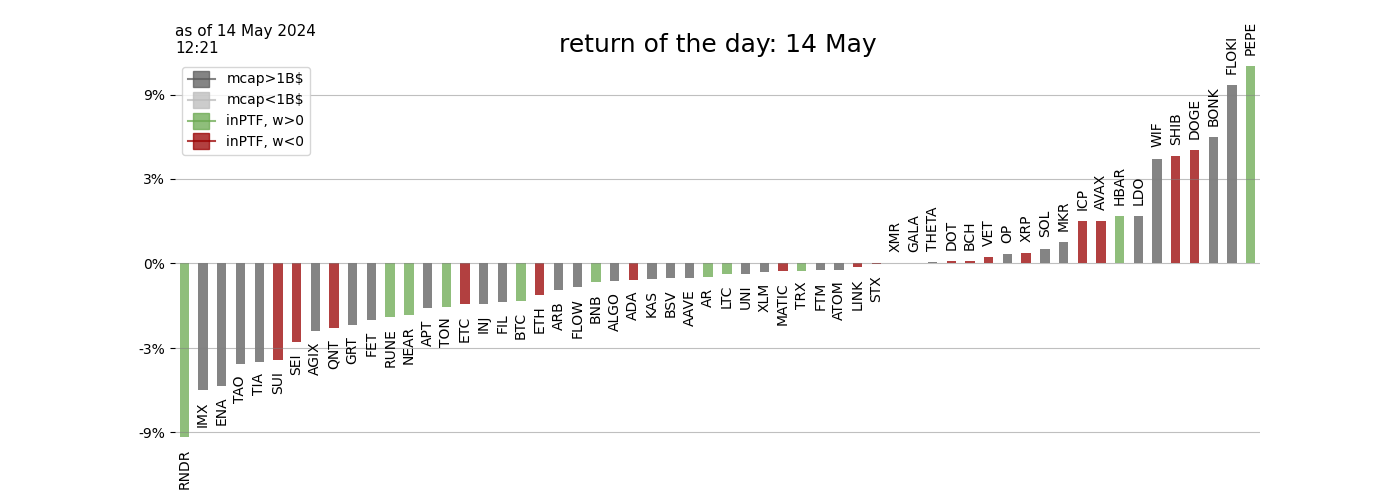 as of 14 May 2024
12:21
return of the day: 14 May
mcap>1B$
mcap<1B$
inPTF, w>0
inPTF, w<0
9%
3%
0%
-3%
-9%
RNDR
IMX
ENA
TAO
TIA
SUI
SEI
AGIX
QNT
GRT
FET
RUNE
NEAR
APT
TON
ETC
INJ
FIL
BTC
ETH
ARB
FLOW
BNB
ALGO
ADA
KAS
BSV
AAVE
AR
LTC
UNI
XLM
MATIC
TRX
FTM
ATOM
LINK
STX
XMR
GALA
THETA
DOT
BCH
VET
OP
XRP
SOL
MKR
ICP
AVAX
HBAR
LDO
WIF
SHIB
DOGE
BONK
FLOKI
PEPE